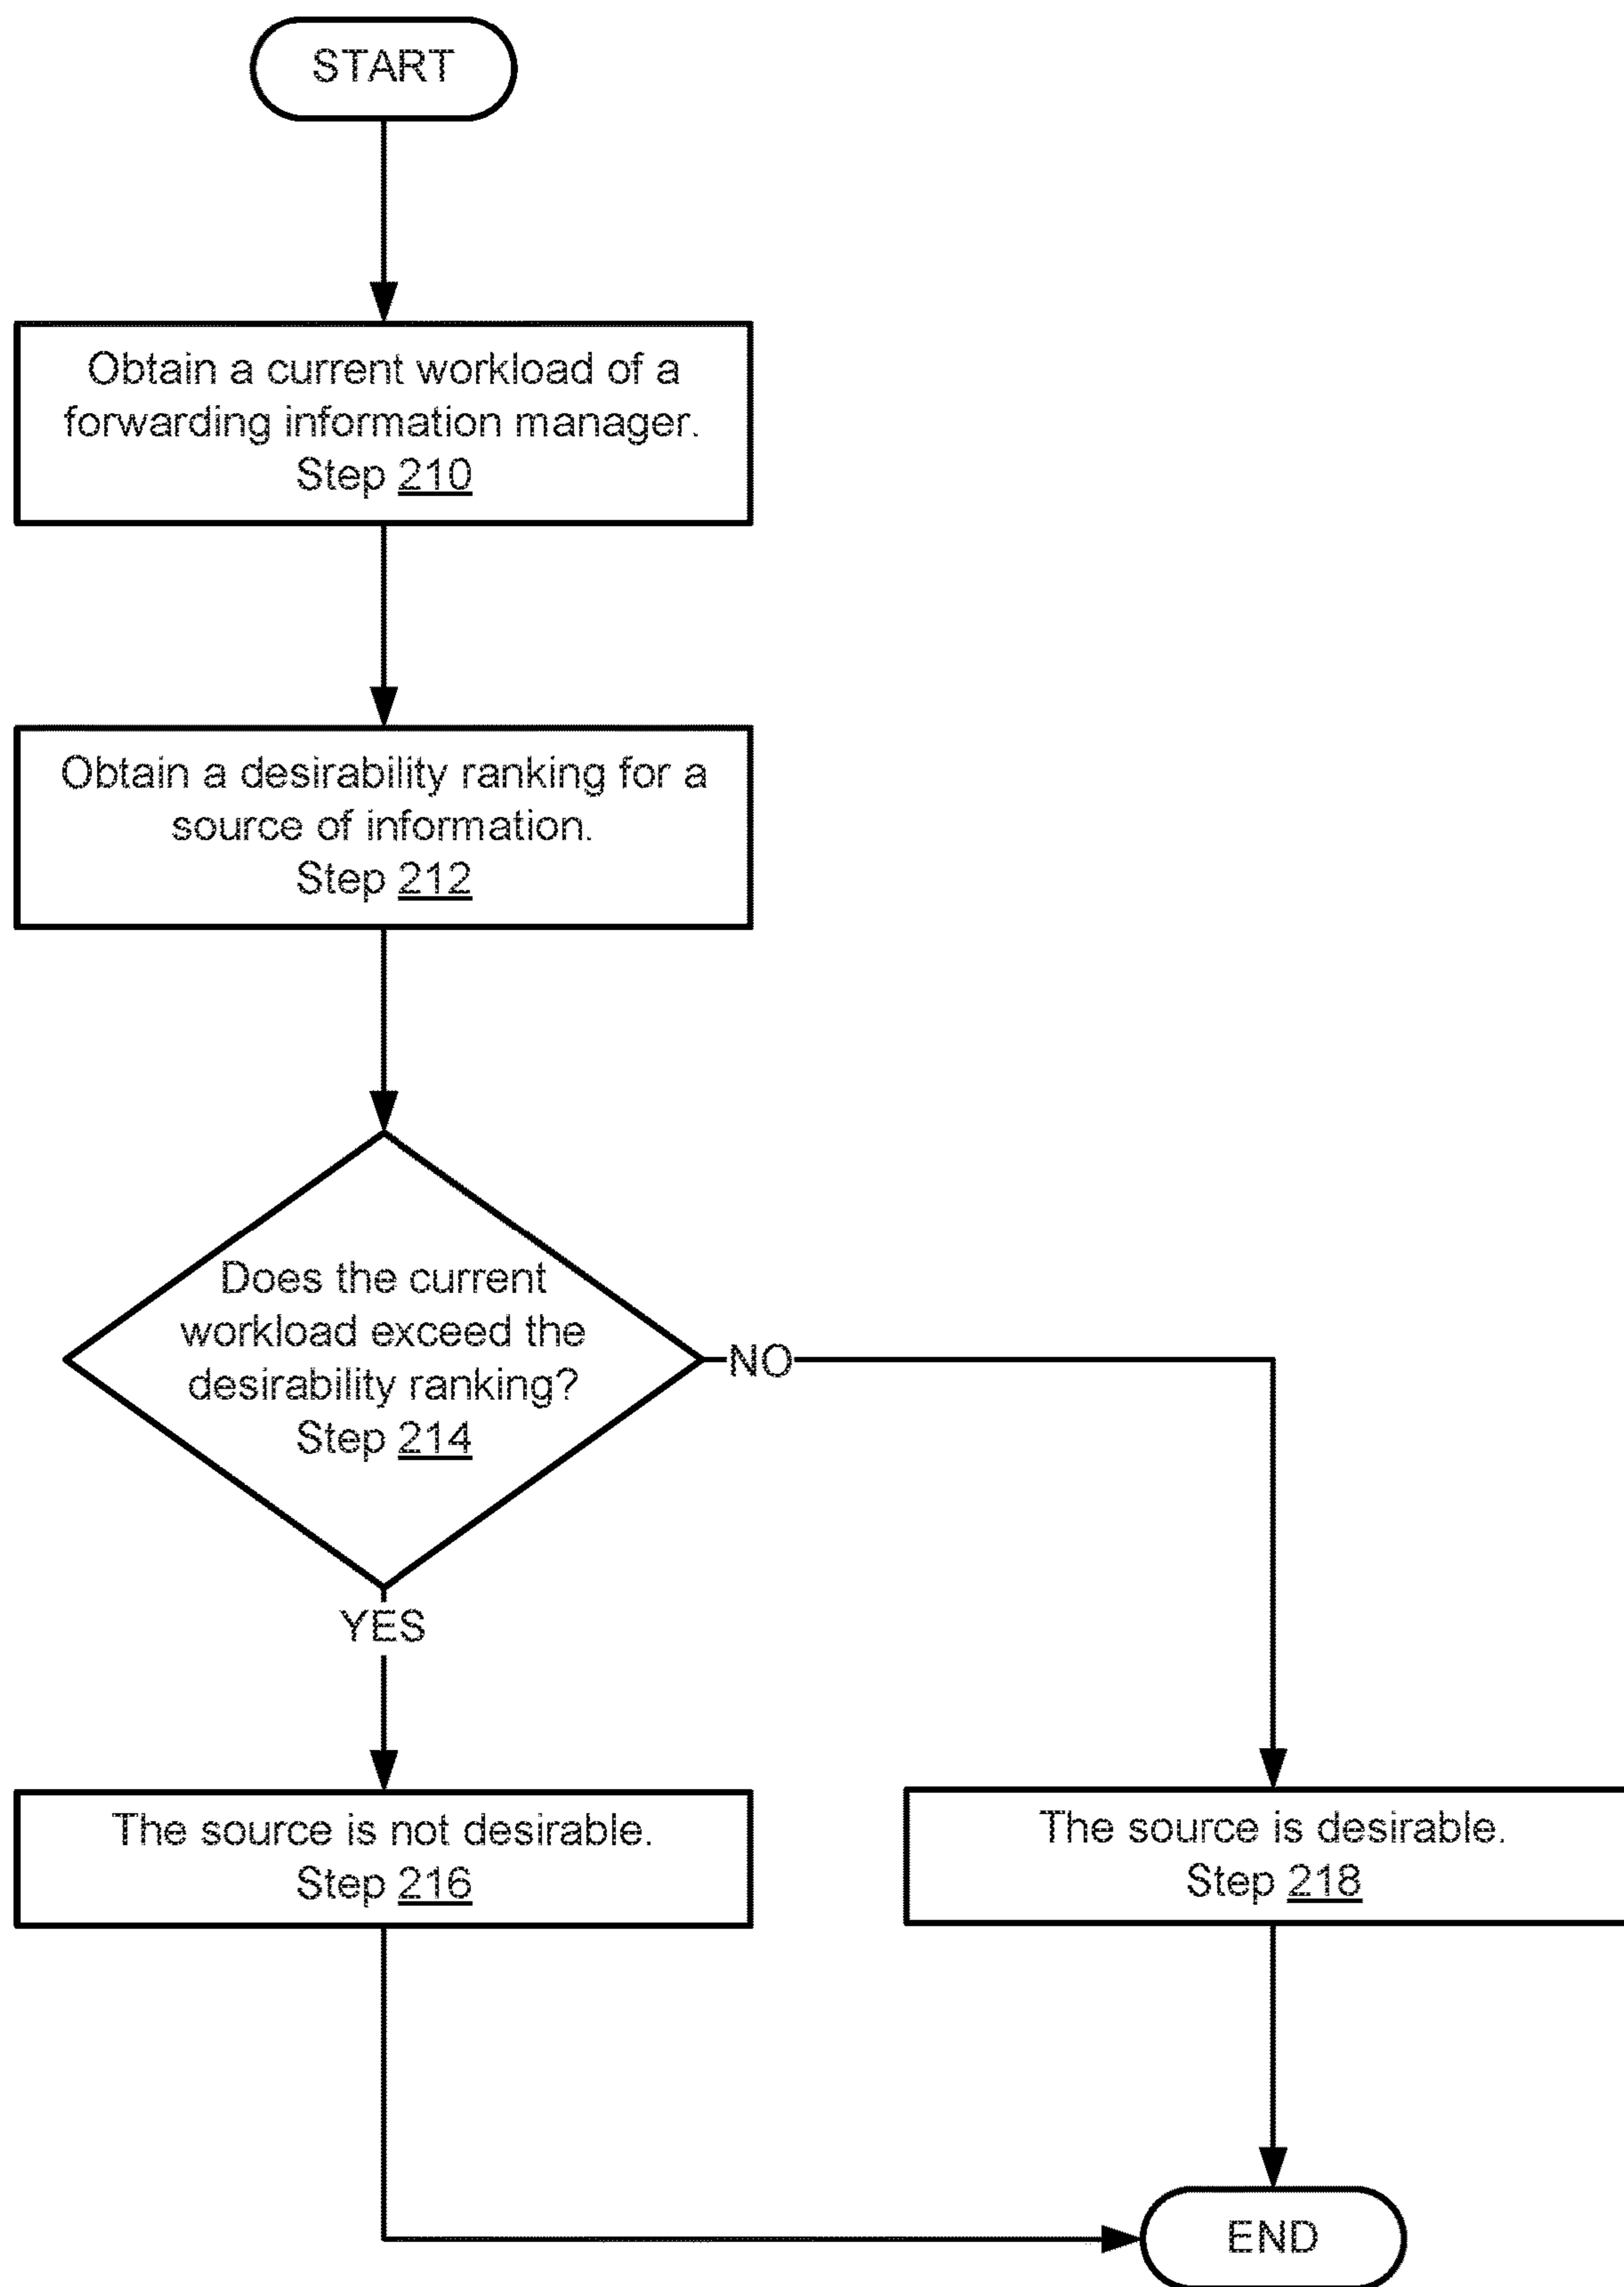 START
Obtain a current workload of a
forwarding information manager.
Step 210
Obtain a desirability ranking for a
source of information.
Step 212
Does the current
workload exceed the
desirability ranking?
Step 214
NO
YES
The source is not desirable.
Step 216
The source is desirable.
Step 218
END